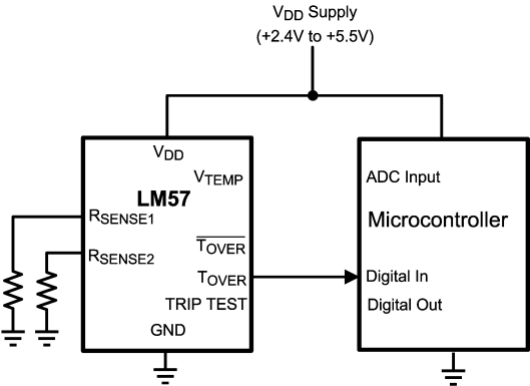 VDD Supply
(+2.4V to +5.5V)
VDD
VTEMP
LM57
RSENSE1
RSENSE2
T̅O̅V̅E̅R̅
TOVER
TRIP TEST
GND
ADC Input
Microcontroller
Digital In
Digital Out